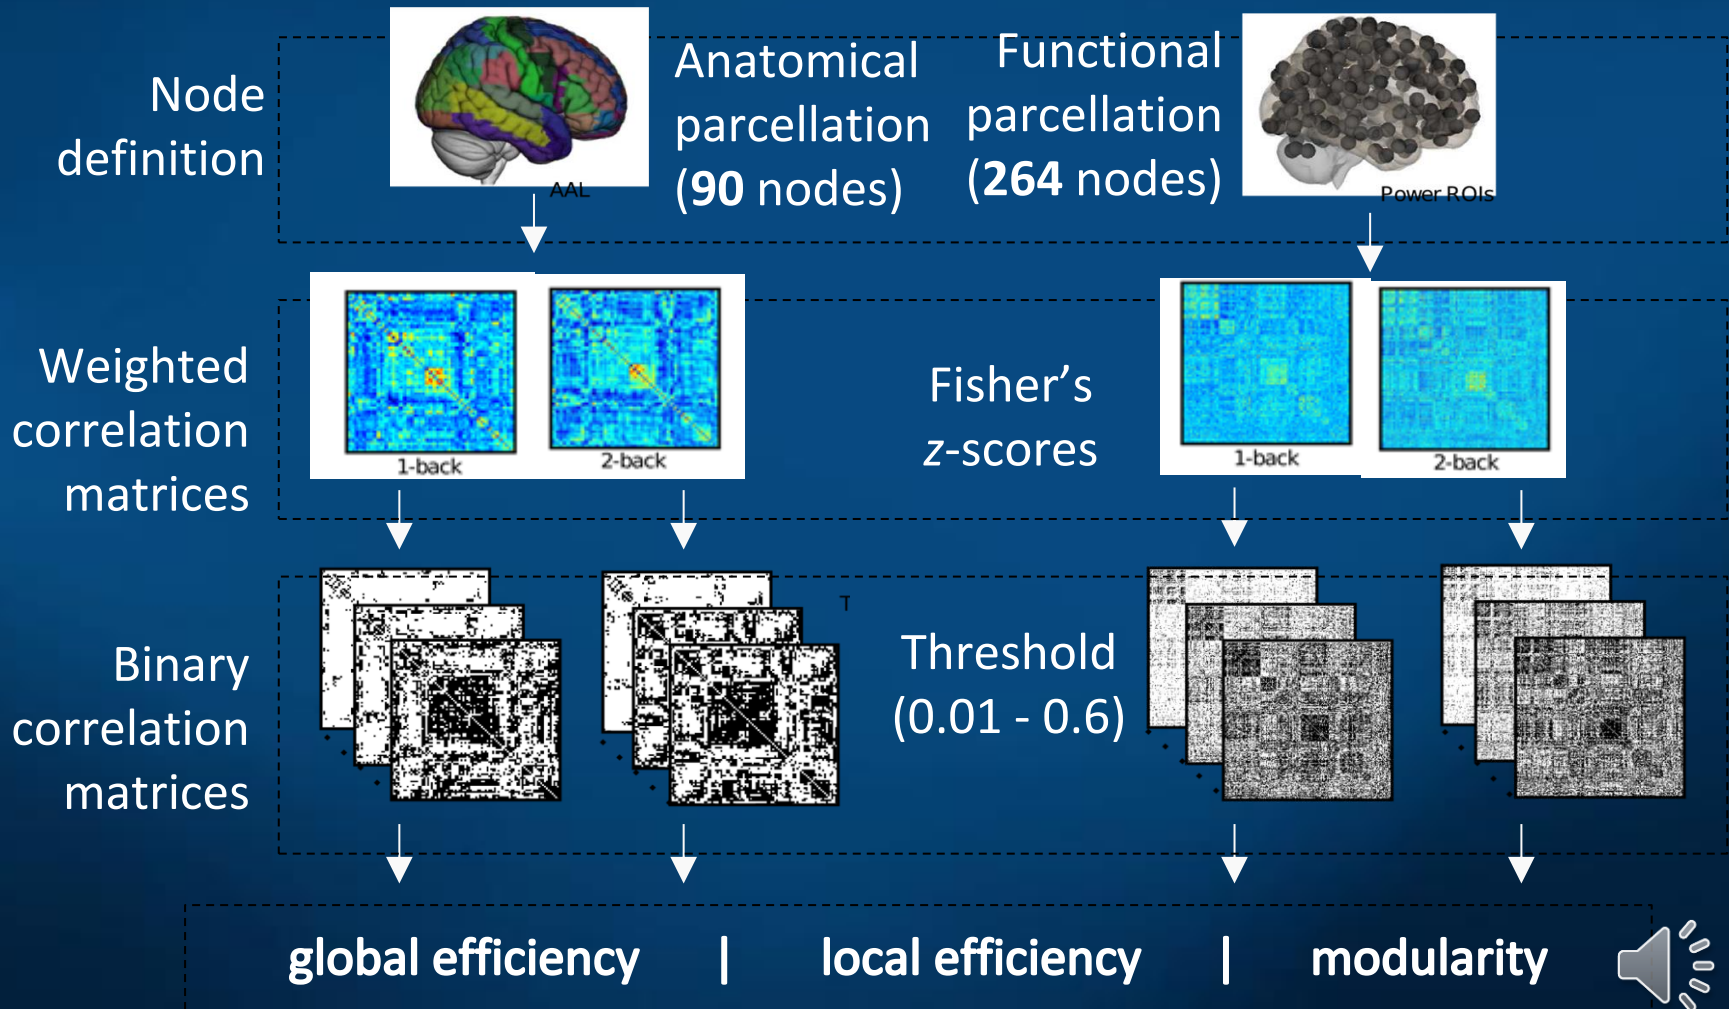 Node
definition
AAL
Anatomical
parcellation
(90 nodes)
Functional
parcellation
(264 nodes)
Power ROIs
Weighted
correlation
matrices
1-back
2-back
Fisher’s
z-scores
1-back
2-back
Binary
correlation
matrices
T
Threshold
(0.01 - 0.6)
global efficiency | local efficiency | modularity